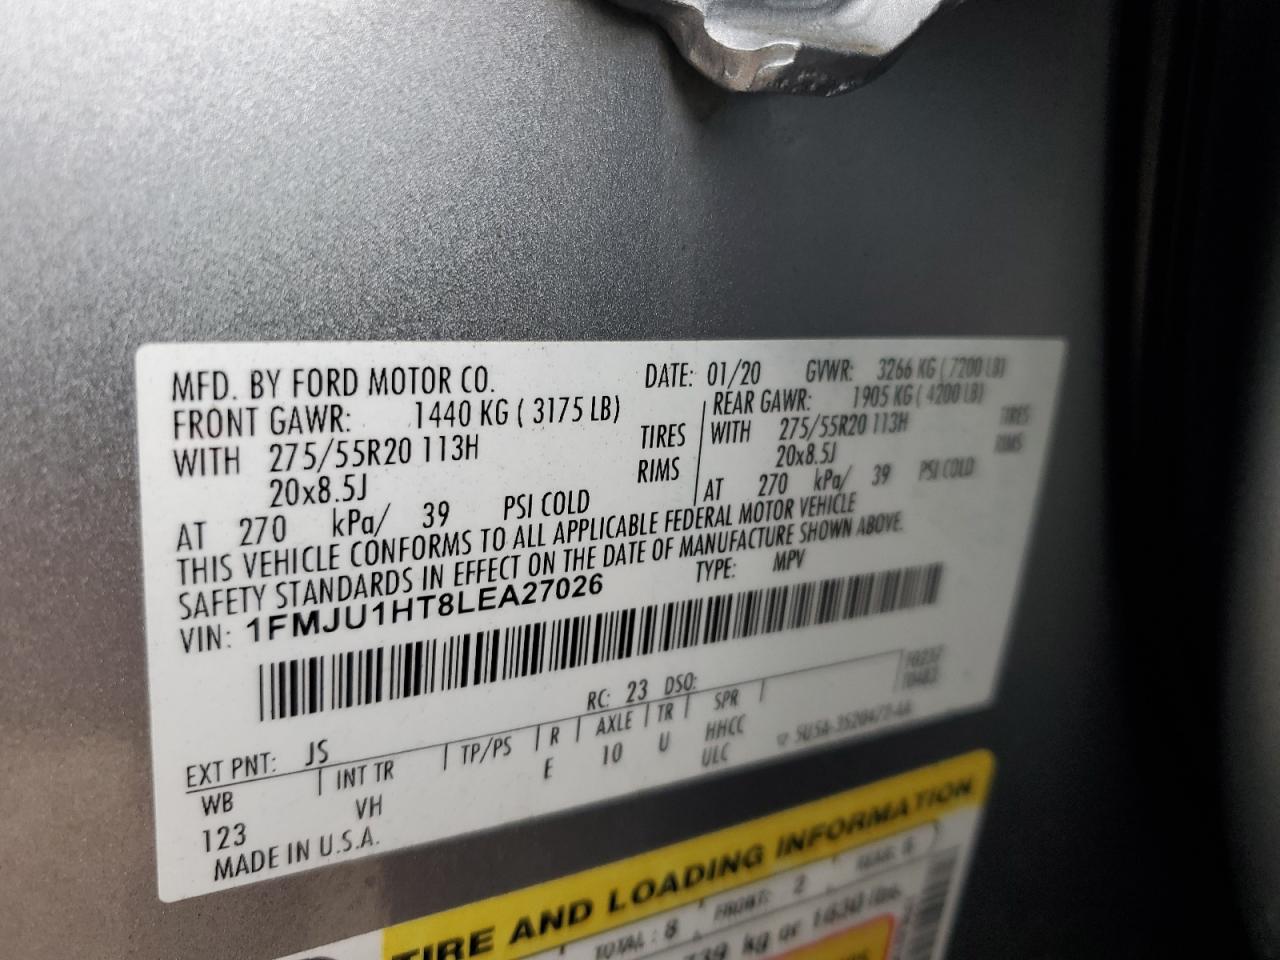 MFD. BY FORD MOTOR CO. DATE: 01/20 GVWR: 3266 KG ( 7200 LB)
FRONT GAWR: 1440 KG ( 3175 LB) REAR GAWR: 1905 KG ( 4200 LB)
WITH 275/55R20 113H TIRES WITH 275/55R20 113H TIRES
20x8.5J RIMS 20x8.5J RIMS
AT 270 kPa/ 39 PSI COLD AT 270 kPa/ 39 PSI COLD
THIS VEHICLE CONFORMS TO ALL APPLICABLE FEDERAL MOTOR VEHICLE
SAFETY STANDARDS IN EFFECT ON THE DATE OF MANUFACTURE SHOWN ABOVE.
VIN: 1FMJU1HT8LEA27026 TYPE: MPV
EXT PNT: JS RC: 23 DSO:
WB INT TR TP/PS R AXLE TR SPR
123 VH E 10 U HHCC
ULC
MADE IN U.S.A.
TIRE AND LOADING INFORMATION
TOTAL: 8 FRONT: 2
kg or